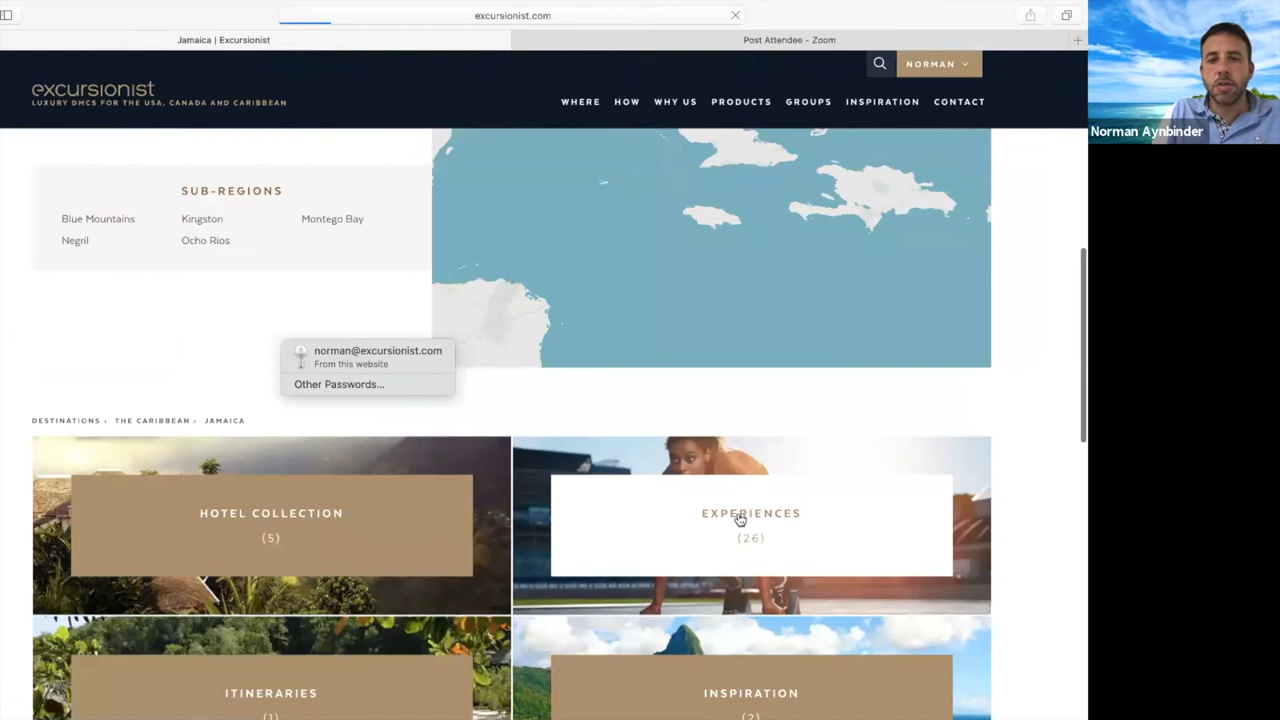 excursionist.com
Jamaica | Excursionist
Post Attendee - Zoom
NORMAN
excursionist
LUXURY DMCS FOR THE USA, CANADA AND CARIBBEAN
WHERE HOW WHY US PRODUCTS GROUPS INSPIRATION CONTACT
Norman Aynbinder
SUB-REGIONS
Blue Mountains Kingston Montego Bay
Negril Ocho Rios
norman@excursionist.com
From this website
Other Passwords...
DESTINATIONS › THE CARIBBEAN › JAMAICA
HOTEL COLLECTION
(5)
EXPERIENCES
(26)
ITINERARIES
(1)
INSPIRATION
(2)